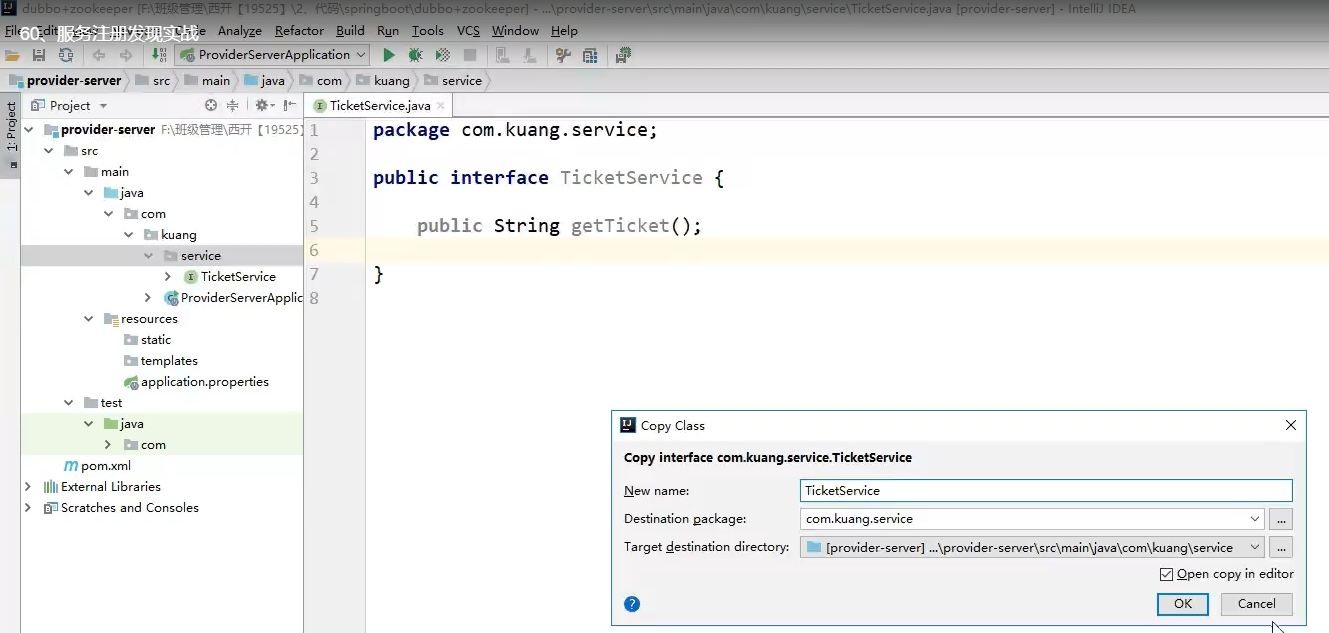 dubbo+zookeeper [F:\班级管理\西开【19525】\2、代码\springboot\dubbo+zookeeper] - ...\provider-server\src\main\java\com\kuang\service\TicketService.java [provider-server] - IntelliJ IDEA
60、服务注册发现实战
File Edit Analyze Refactor Build Run Tools VCS Window Help
ProviderServerApplication
provider-server src main java com kuang service
1: Project
Project
TicketService.java
provider-server F:\班级管理\西开【19525】
src
main
java
com
kuang
service
TicketService
ProviderServerApplic
resources
static
templates
application.properties
test
java
com
pom.xml
External Libraries
Scratches and Consoles
1 package com.kuang.service;
2
3 public interface TicketService {
4
5 public String getTicket();
6
7 }
8
Copy Class
Copy interface com.kuang.service.TicketService
New name: TicketService
Destination package: com.kuang.service ...
Target destination directory: [provider-server] ...\provider-server\src\main\java\com\kuang\service ...
Open copy in editor
? OK Cancel